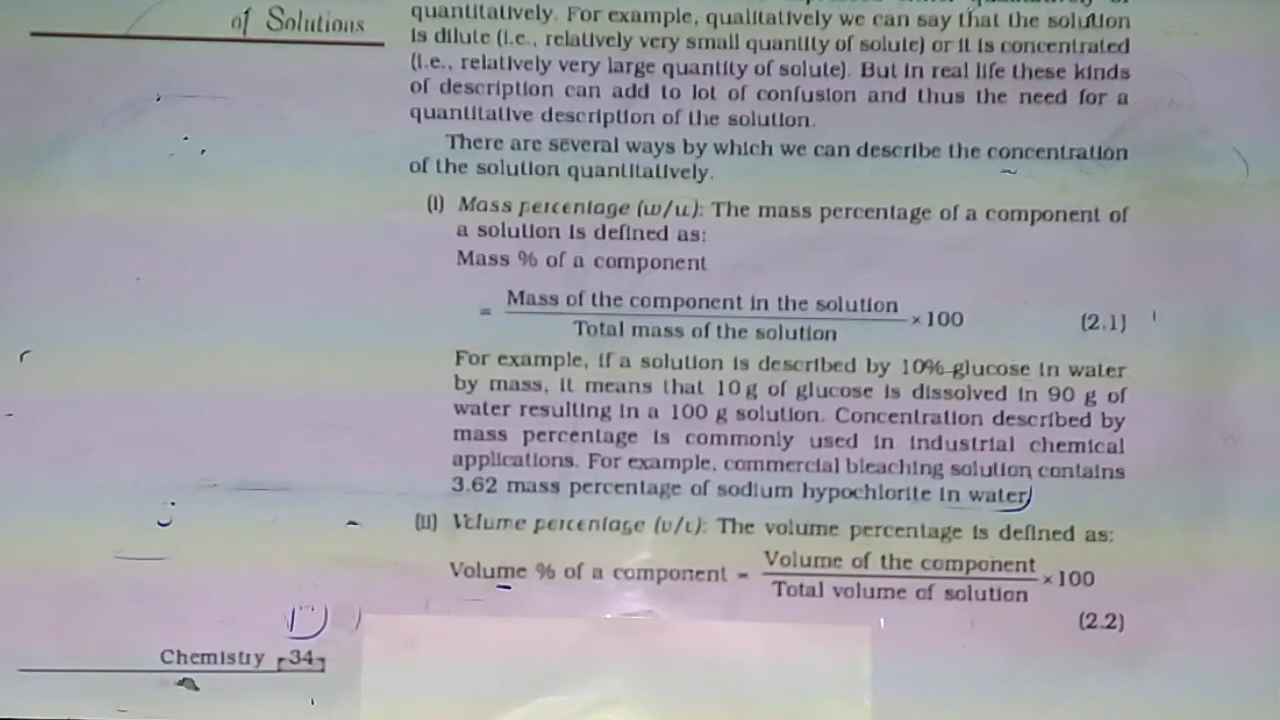 of Solutions
quantitatively. For example, qualitatively we can say that the solution
is dilute (i.e., relatively very small quantity of solute) or it is concentrated
(i.e., relatively very large quantity of solute). But in real life these kinds
of description can add to lot of confusion and thus the need for a
quantitative description of the solution.
There are several ways by which we can describe the concentration
of the solution quantitatively.
(i) Mass percentage (w/w): The mass percentage of a component of
a solution is defined as:
Mass % of a component
= Mass of the component in the solution / Total mass of the solution × 100 (2.1)
For example, if a solution is described by 10% glucose in water
by mass, it means that 10 g of glucose is dissolved in 90 g of
water resulting in a 100 g solution. Concentration described by
mass percentage is commonly used in industrial chemical
applications. For example, commercial bleaching solution contains
3.62 mass percentage of sodium hypochlorite in water
(ii) Volume percentage (v/v): The volume percentage is defined as:
Volume % of a component = Volume of the component / Total volume of solution × 100
(2.2)
Chemistry 34